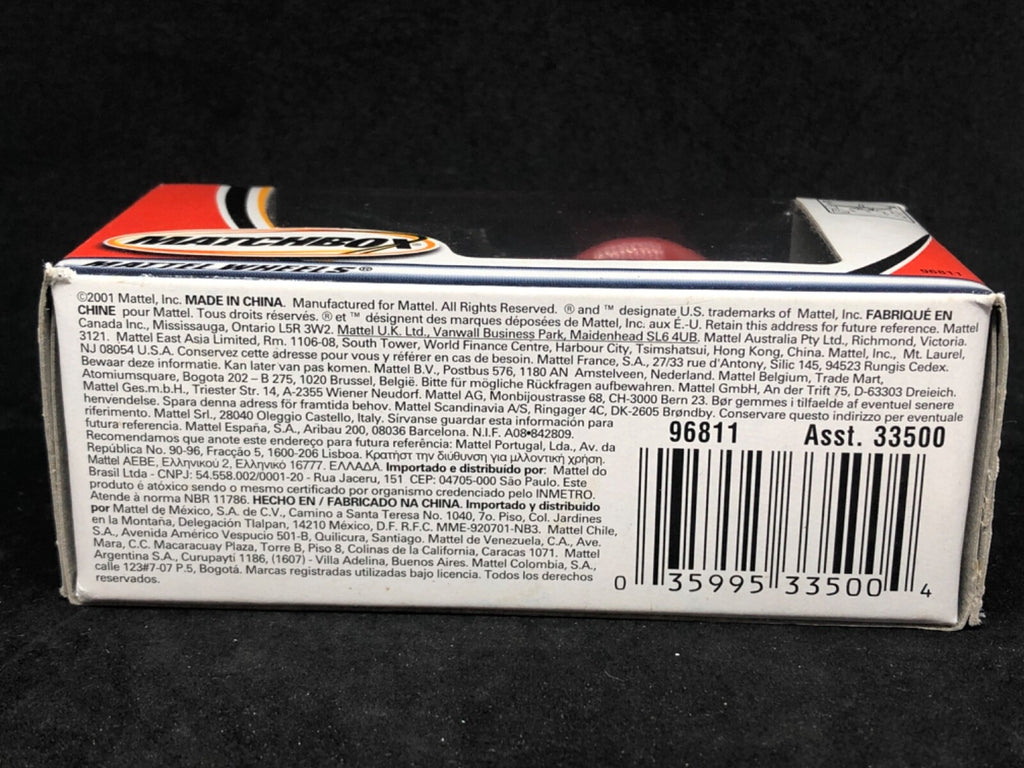 MATCHBOX
MATTEL WHEELS®
96811
©2001 Mattel, Inc. MADE IN CHINA. Manufactured for Mattel. All Rights Reserved. ® and ™ designate U.S. trademarks of Mattel, Inc. FABRIQUÉ EN
CHINE pour Mattel. Tous droits réservés. ® et ™ désignent des marques déposées de Mattel, Inc. aux É.-U. Retain this address for future reference. Mattel
Canada Inc., Mississauga, Ontario L5R 3W2. Mattel U.K. Ltd., Vanwall Business Park, Maidenhead SL6 4UB. Mattel Australia Pty Ltd., Richmond, Victoria.
3121. Mattel East Asia Limited, Rm. 1106-08, South Tower, World Finance Centre, Harbour City, Tsimshatsui, Hong Kong, China. Mattel, Inc., Mt. Laurel,
NJ 08054 U.S.A. Conservez cette adresse pour vous y référer en cas de besoin. Mattel France, S.A., 27/33 rue d'Antony, Silic 145, 94523 Rungis Cedex.
Bewaar deze informatie. Kan later van pas komen. Mattel B.V., Postbus 576, 1180 AN Amstelveen, Nederland. Mattel Belgium, Trade Mart,
Atomiumsquare, Bogota 202 – B 275, 1020 Brussel, België. Bitte für mögliche Rückfragen aufbewahren. Mattel GmbH, An der Trift 75, D-63303 Dreieich.
Mattel Ges.m.b.H., Triester Str. 14, A-2355 Wiener Neudorf. Mattel AG, Monbijoustrasse 68, CH-3000 Bern 23. Bør gemmes i tilfælde af eventuel senere
henvendelse. Spara denna adress för framtida behov. Mattel Scandinavia A/S, Ringager 4C, DK-2605 Brøndby. Conservare questo indirizzo per eventuale
riferimento. Mattel Srl., 28040 Oleggio Castello, Italy. Sírvanse guardar esta información para
futura referencia. Mattel España, S.A., Aribau 200, 08036 Barcelona. N.I.F. A08•842809.
Recomendamos que anote este endereço para futura referência: Mattel Portugal, Lda., Av. da
República No. 90-96, Fracção 5, 1600-206 Lisboa. Κρατήστε την διεύθυνση για μελλοντική χρήση.
Mattel AEBE, Ελληνικού 2, Ελληνικό 16777. ΕΛΛΑΔΑ. Importado e distribuído por: Mattel do
Brasil Ltda - CNPJ: 54.558.002/0001-20 - Rua Jaceru, 151 CEP: 04705-000 São Paulo. Este
produto é atóxico sendo o mesmo certificado por organismo credenciado pelo INMETRO.
Atende à norma NBR 11786. HECHO EN / FABRICADO NA CHINA. Importado y distribuido
por Mattel de México, S.A. de C.V., Camino a Santa Teresa No. 1040, 7o. Piso, Col. Jardines
en la Montaña, Delegación Tlalpan, 14210 México, D.F. R.F.C. MME-920701-NB3. Mattel Chile,
S.A., Avenida Américo Vespucio 501-B, Quilicura, Santiago. Mattel de Venezuela, C.A., Ave.
Mara, C.C. Macaracuay Plaza, Torre B, Piso 8, Colinas de la California, Caracas 1071. Mattel
Argentina S.A., Curupaytí 1186, (1607) - Villa Adelina, Buenos Aires. Mattel Colombia, S.A.,
calle 123#7-07 P.5, Bogotá. Marcas registradas utilizadas bajo licencia. Todos los derechos
reservados.
96811 Asst. 33500
0 35995 33500 4